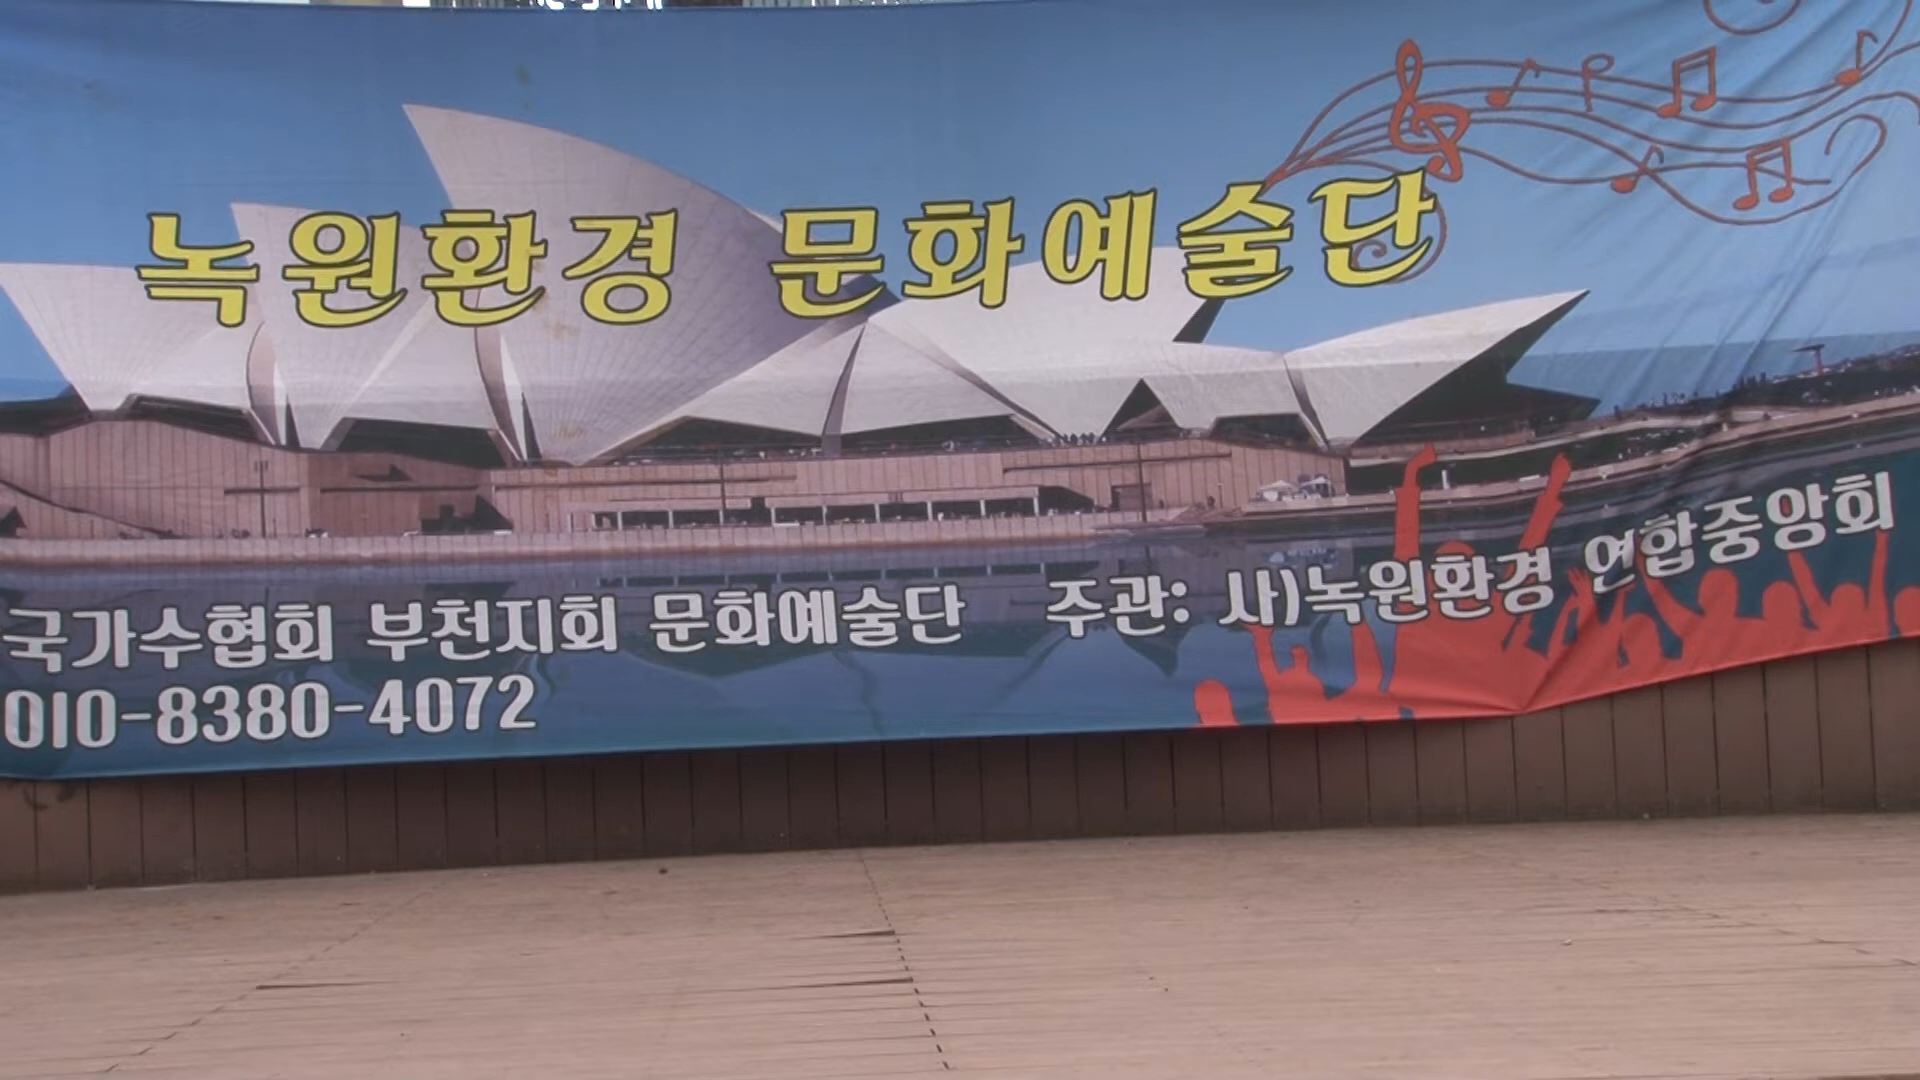 녹원환경 문화예술단
국가수협회 부천지회 문화예술단 주관: 사)녹원환경 연합중앙회
010-8380-4072